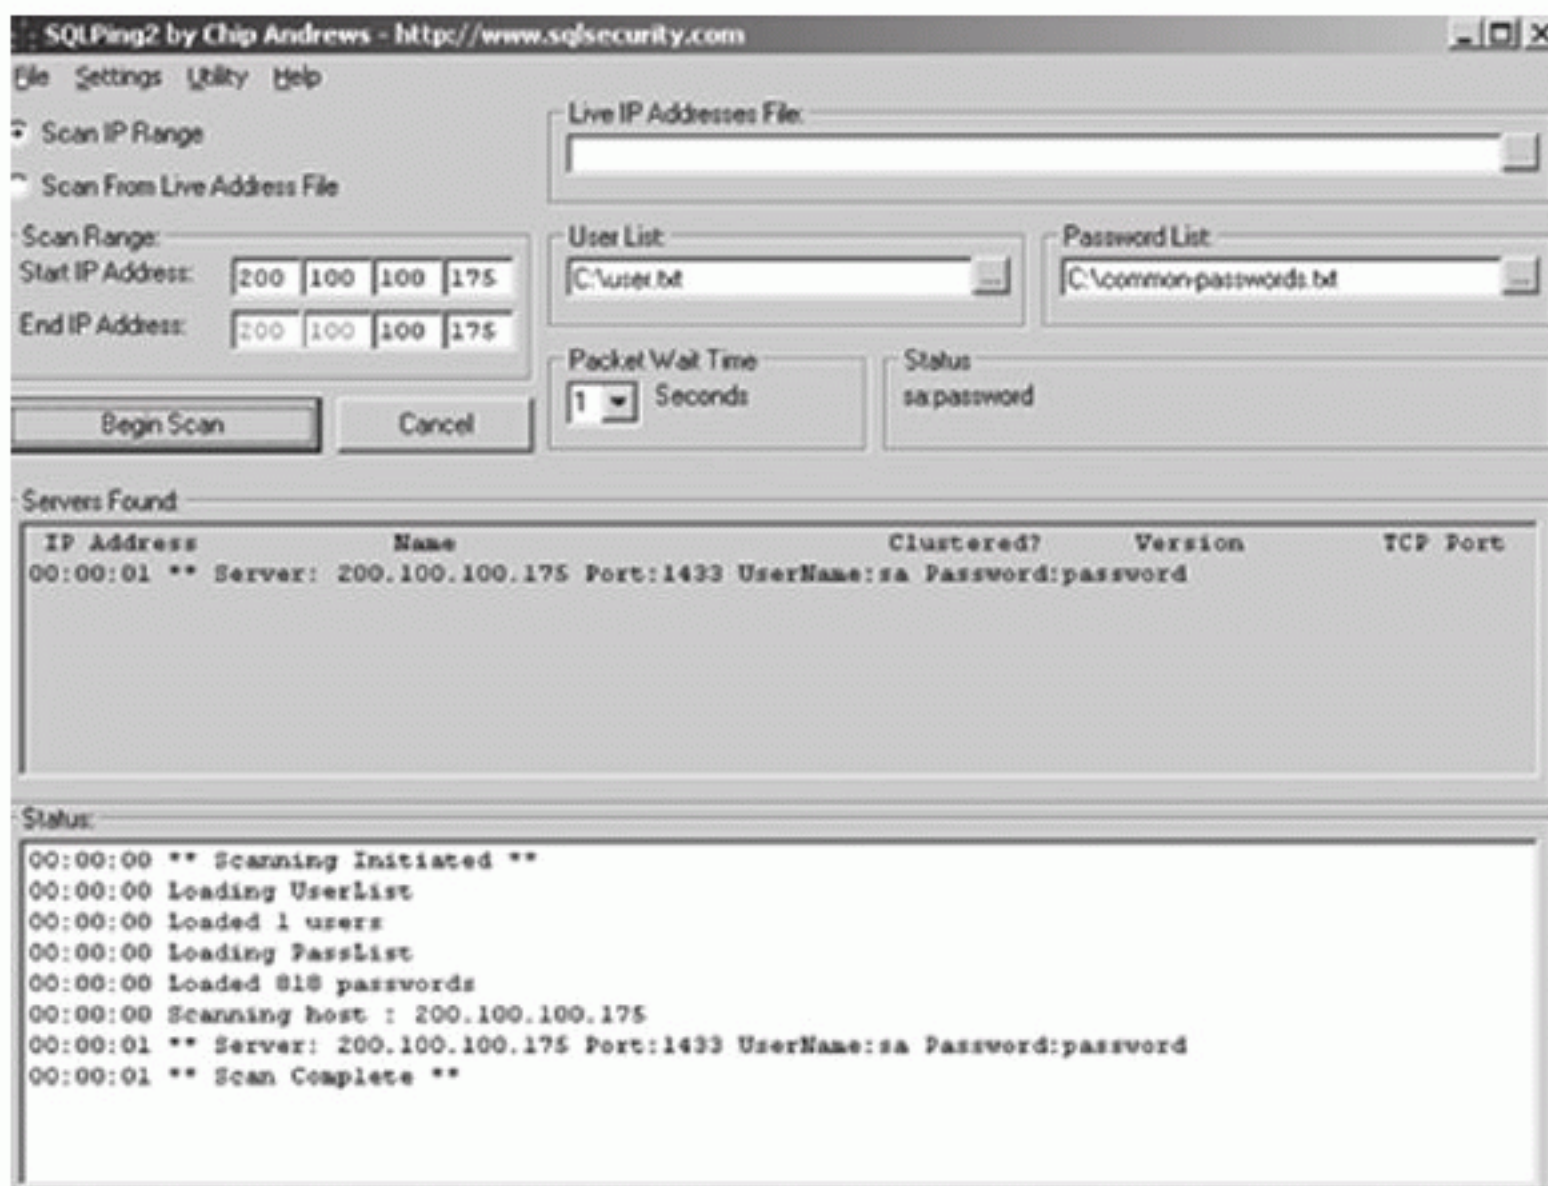 SQLPing2 by Chip Andrews - http://www.sqlsecurity.com
File Settings Utility Help
Scan IP Range
Scan From Live Address File
Live IP Addresses File:
Scan Range:
Start IP Address: 200 100 100 175
End IP Address: 200 100 100 175
User List:
C:\user.txt ...
Password List:
C:\common-passwords.txt ...
Begin Scan Cancel
Packet Wait Time
1 Seconds
Status
sa:password
Servers Found:
IP Address Name Clustered? Version TCP Port
00:00:01 ** Server: 200.100.100.175 Port:1433 UserName:sa Password:password
Status:
00:00:00 ** Scanning Initiated **
00:00:00 Loading UserList
00:00:00 Loaded 1 users
00:00:00 Loading PassList
00:00:00 Loaded 818 passwords
00:00:00 Scanning host : 200.100.100.175
00:00:01 ** Server: 200.100.100.175 Port:1433 UserName:sa Password:password
00:00:01 ** Scan Complete **